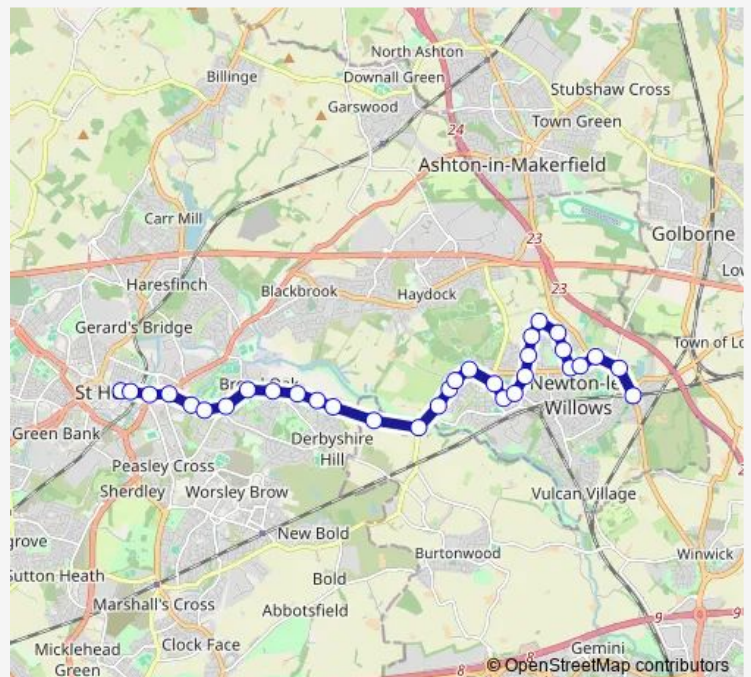 North Ashton
Billinge
Downall Green
Stubshaw Cross
Garswood
Town Green
24
Ashton-in-Makerfield
Carr Mill
23
Golborne
Haresfinch
Blackbrook
Haydock
23
Gerard's Bridge
St H
Newton-le
Willows
Green Bank
Derbyshire
Hill
Peasley Cross
Sherdley
Worsley Brow
Vulcan Village
New Bold
Burtonwood
Winwick
Sutton Heath
Bold
Marshall's Cross
Abbotsfield
9
9
Clock Face
Micklehead
Green
Gemini
8
8
© OpenStreetMap contributors